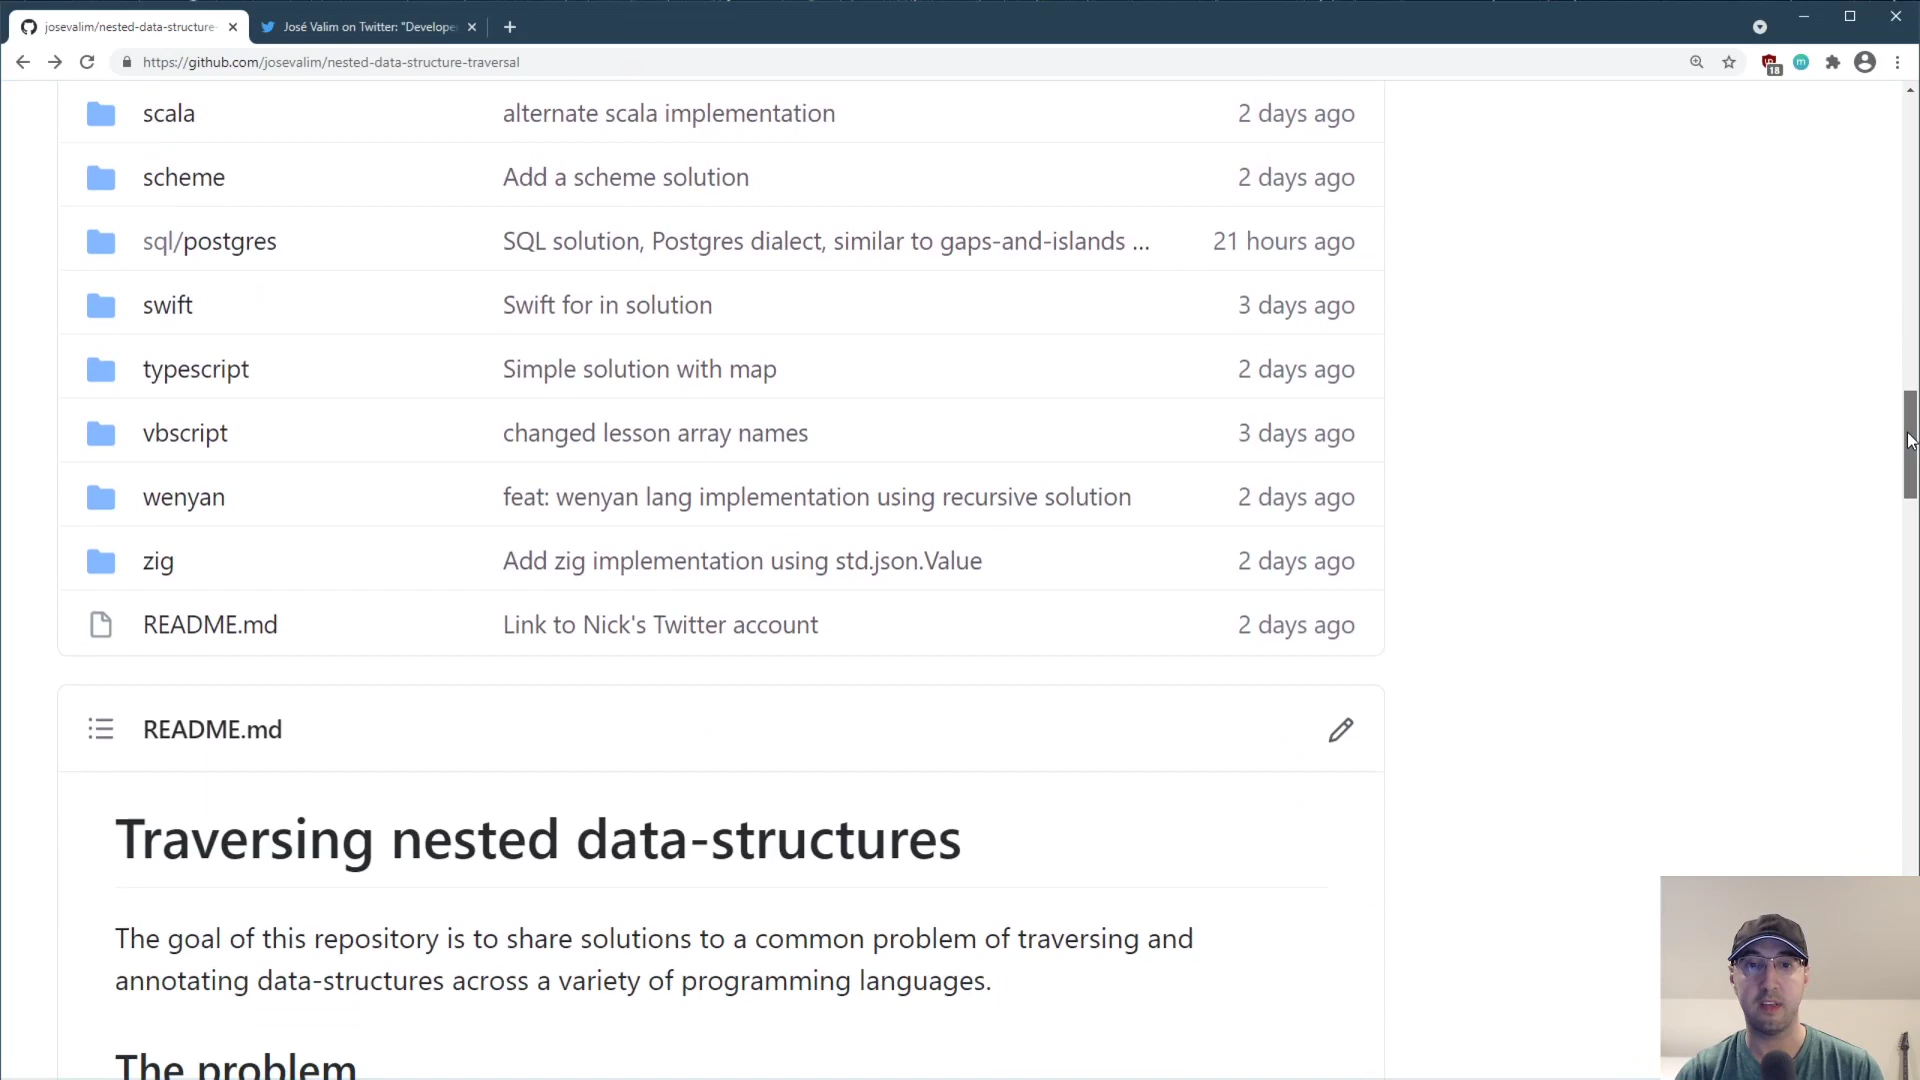 josevalim/nested-data-structure-
José Valim on Twitter: "Develope
https://github.com/josevalim/nested-data-structure-traversal
18
m
scala alternate scala implementation 2 days ago
scheme Add a scheme solution 2 days ago
sql/postgres SQL solution, Postgres dialect, similar to gaps-and-islands ... 21 hours ago
swift Swift for in solution 3 days ago
typescript Simple solution with map 2 days ago
vbscript changed lesson array names 3 days ago
wenyan feat: wenyan lang implementation using recursive solution 2 days ago
zig Add zig implementation using std.json.Value 2 days ago
README.md Link to Nick's Twitter account 2 days ago
README.md
Traversing nested data-structures
The goal of this repository is to share solutions to a common problem of traversing and
annotating data-structures across a variety of programming languages.
The problem